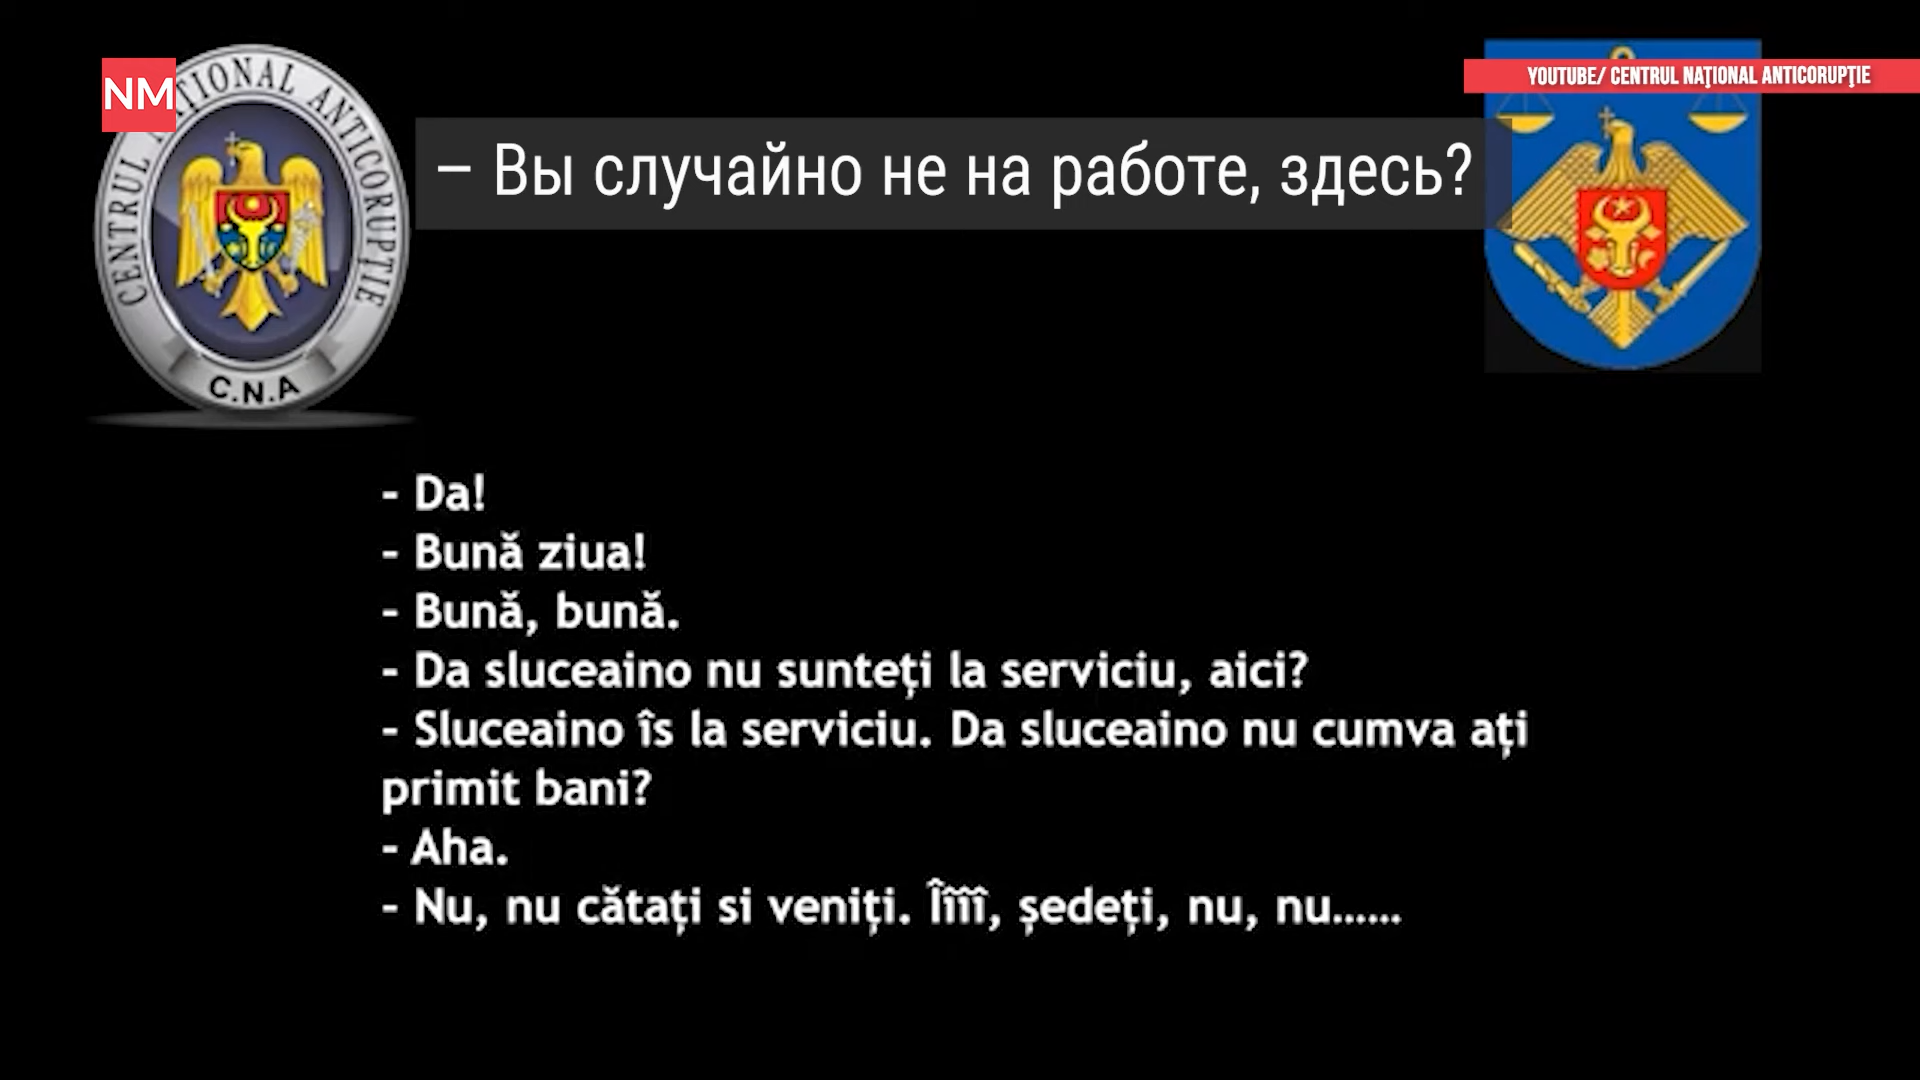 NM
CENTRUL NAȚIONAL ANTICORUPȚIE
C.N.A
YOUTUBE/ CENTRUL NAȚIONAL ANTICORUPȚIE
– Вы случайно не на работе, здесь?
- Da!
- Bună ziua!
- Bună, bună.
- Da sluceaino nu sunteți la serviciu, aici?
- Sluceaino îs la serviciu. Da sluceaino nu cumva ați
primit bani?
- Aha.
- Nu, nu cătați si veniți. Îîîî, ședeți, nu, nu......